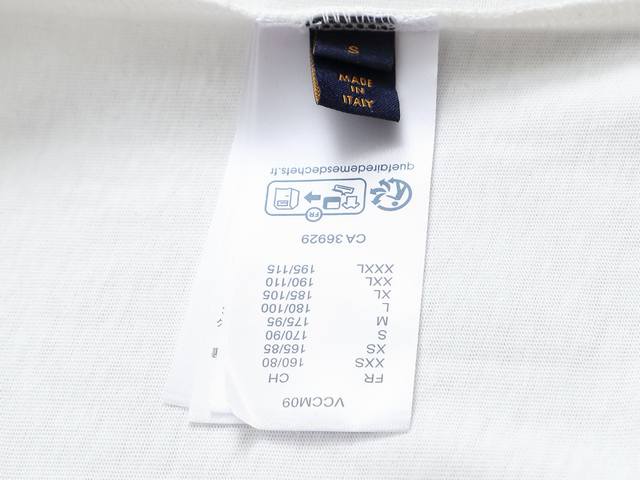 S
MADE
IN
ITALY
VCCM09
FR CH
XXS 160/80
XS 165/85
S 170/90
M 175/95
L 180/100
XL 185/105
XXL 190/110
XXXL 195/115
CA 36929
FR
quefairedemesdechets.fr